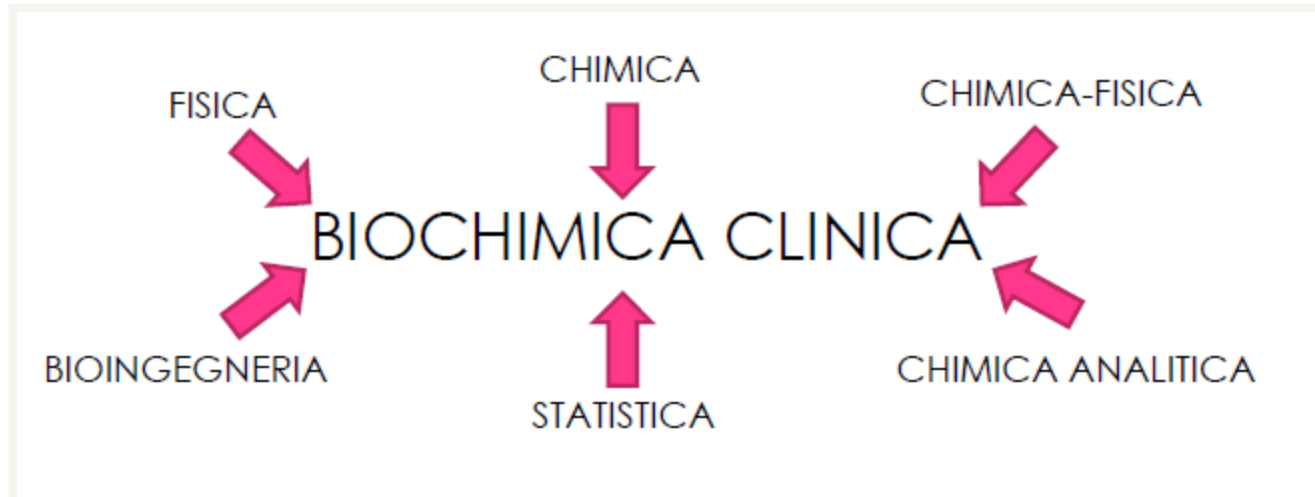 CHIMICA
FISICA
CHIMICA-FISICA
BIOCHIMICA CLINICA
BIOINGEGNERIA
CHIMICA ANALITICA
STATISTICA